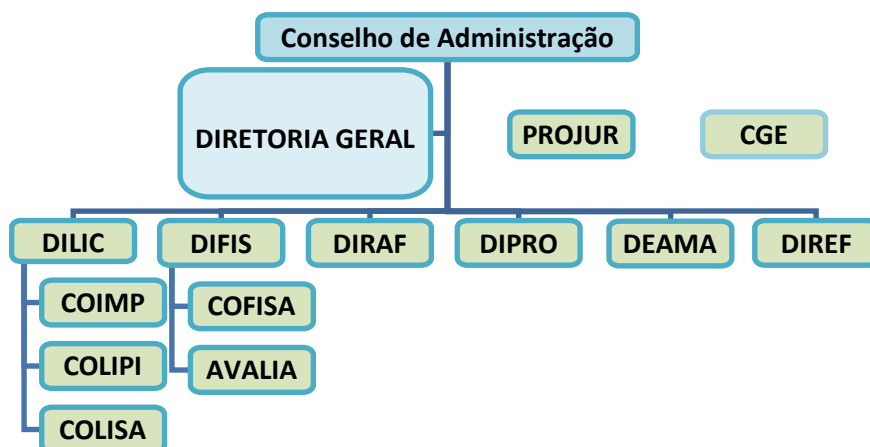 Conselho de Administração
DIRETORIA GERAL
PROJUR
CGE
DILIC
DIFIS
DIRAF
DIPRO
DEAMA
DIREF
COIMP
COFISA
COLIPI
AVALIA
COLISA